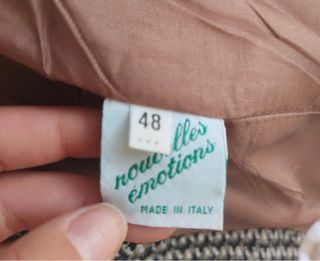 48
nouvelles
émotions
MADE IN ITALY